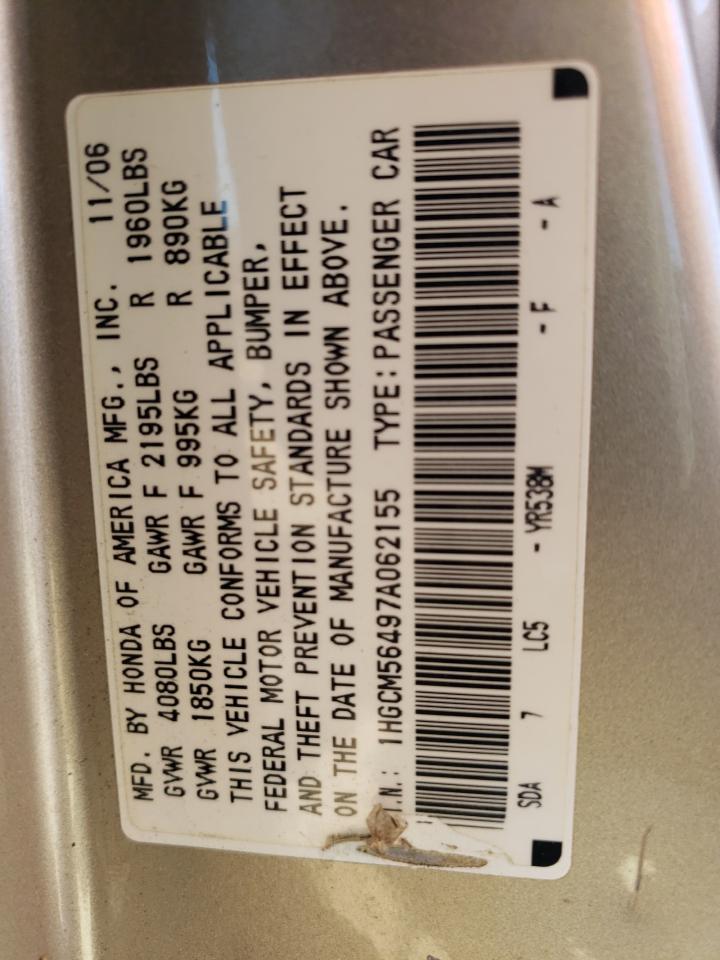 MFD. BY HONDA OF AMERICA MFG., INC. 11/06
GVWR 4080LBS GAWR F 2195LBS R 1960LBS
GVWR 1850KG GAWR F 995KG R 890KG
THIS VEHICLE CONFORMS TO ALL APPLICABLE
FEDERAL MOTOR VEHICLE SAFETY, BUMPER,
AND THEFT PREVENTION STANDARDS IN EFFECT
ON THE DATE OF MANUFACTURE SHOWN ABOVE.
.I.N.: 1HGCM56497A062155 TYPE:PASSENGER CAR
SDA 7 LC5 - YR538M - F - A